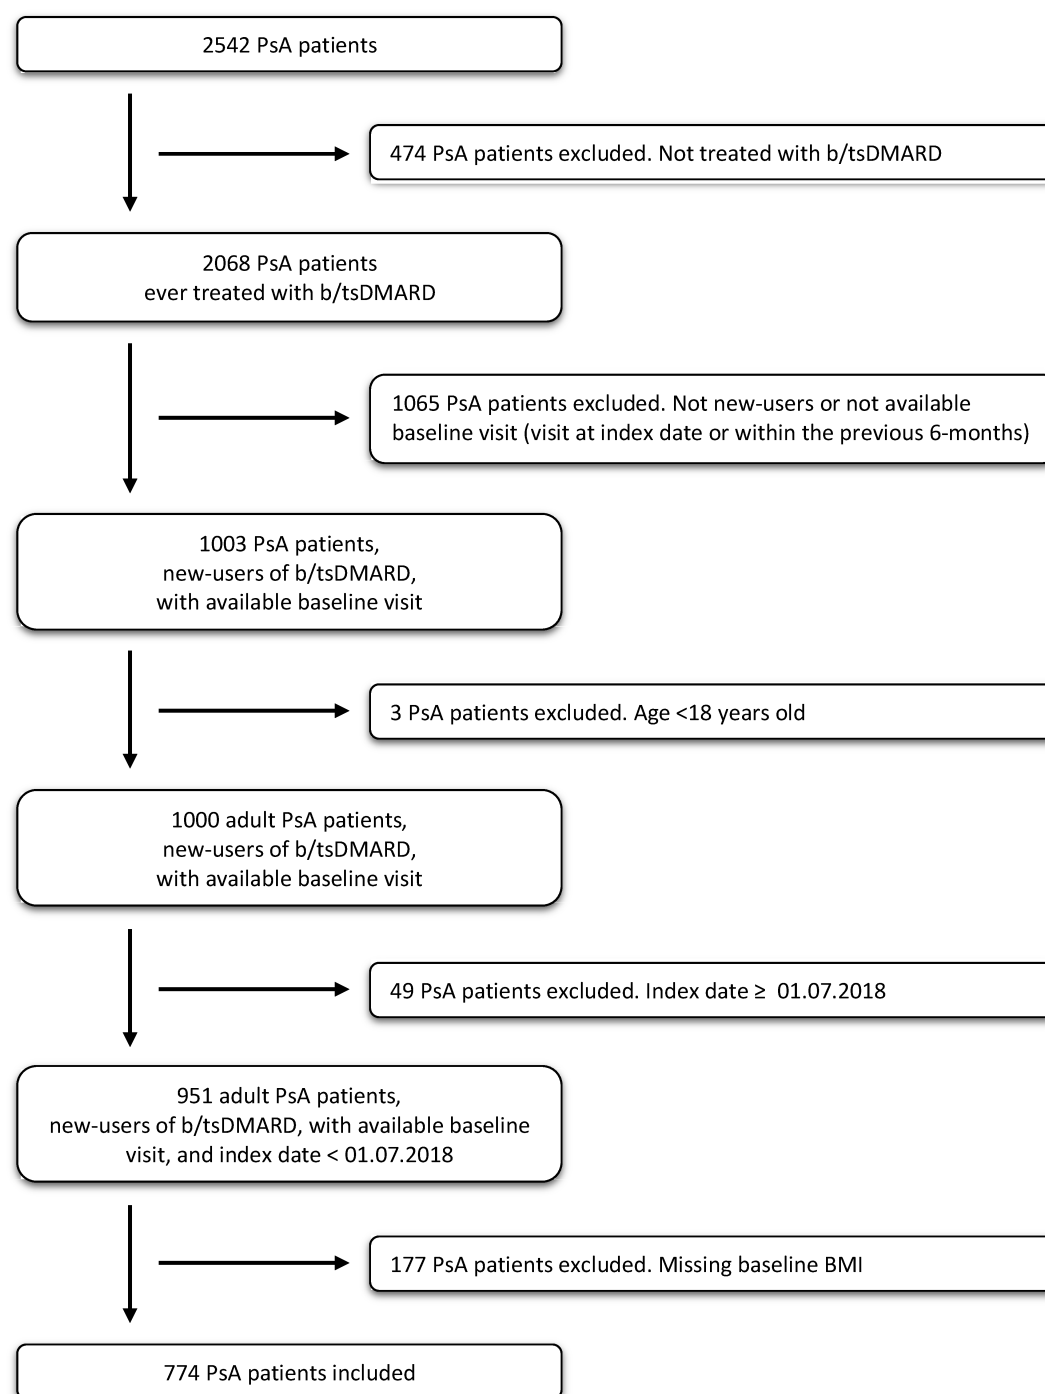 2542 PsA patients
474 PsA patients excluded. Not treated with b/tsDMARD
2068 PsA patients
ever treated with b/tsDMARD
1065 PsA patients excluded. Not new-users or not available
baseline visit (visit at index date or within the previous 6-months)
1003 PsA patients,
new-users of b/tsDMARD,
with available baseline visit
3 PsA patients excluded. Age <18 years old
1000 adult PsA patients,
new-users of b/tsDMARD,
with available baseline visit
49 PsA patients excluded. Index date ≥ 01.07.2018
951 adult PsA patients,
new-users of b/tsDMARD, with available baseline
visit, and index date < 01.07.2018
177 PsA patients excluded. Missing baseline BMI
774 PsA patients included